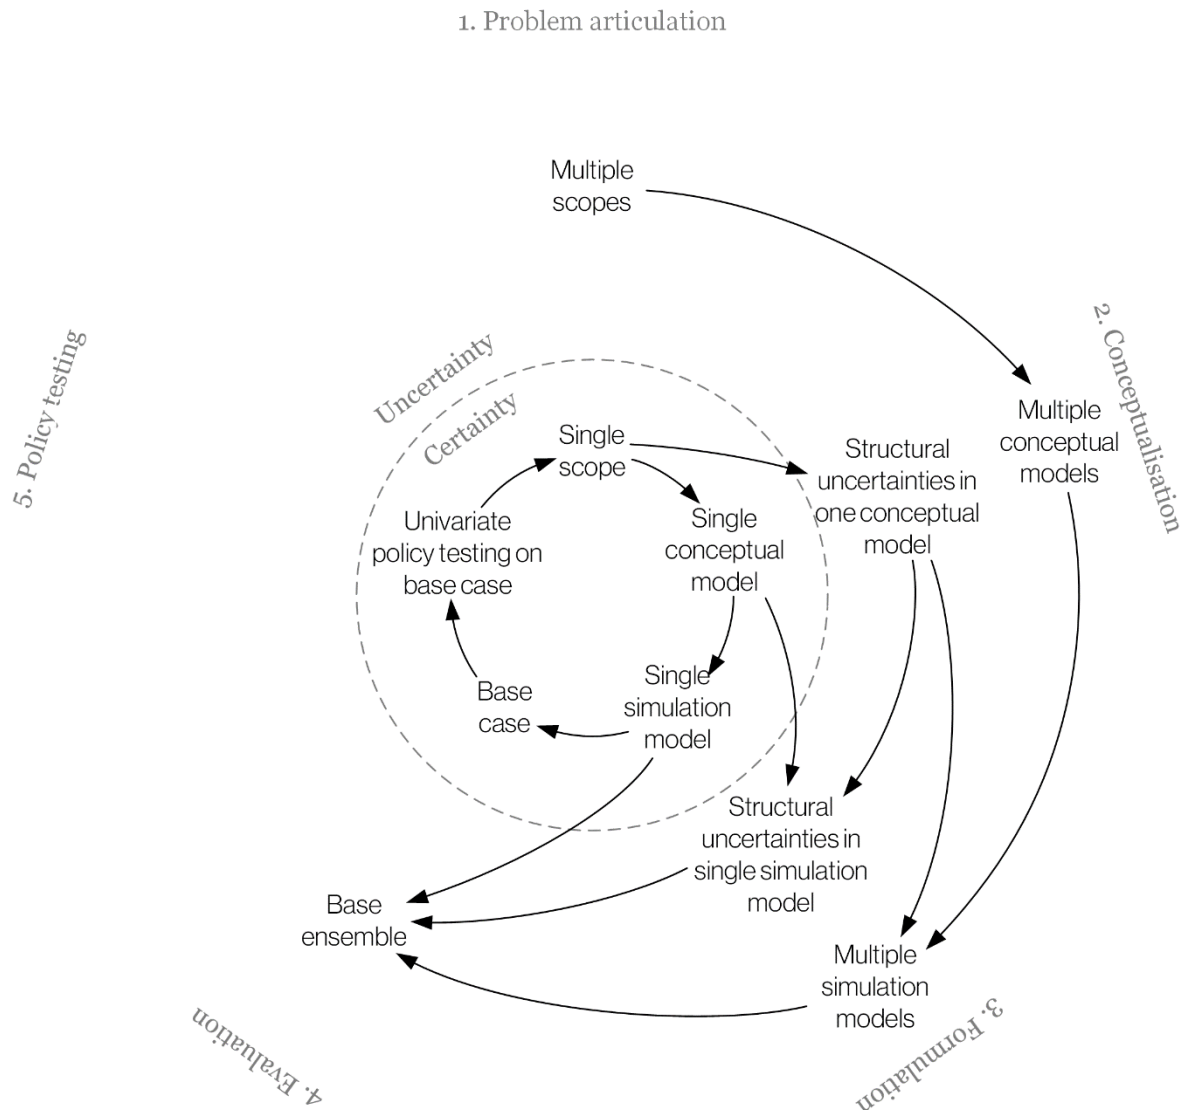 1. Problem articulation
Multiple
scopes
2. Conceptualisation
5. Policy testing
Uncertainty
Certainty
Single
scope
Multiple
conceptual
models
Structural
uncertainties in
one conceptual
model
Single
conceptual
model
Univariate
policy testing on
base case
Single
simulation
model
Base
case
Structural
uncertainties in
single simulation
model
Base
ensemble
Multiple
simulation
models
3. Formulation
4. Evaluation